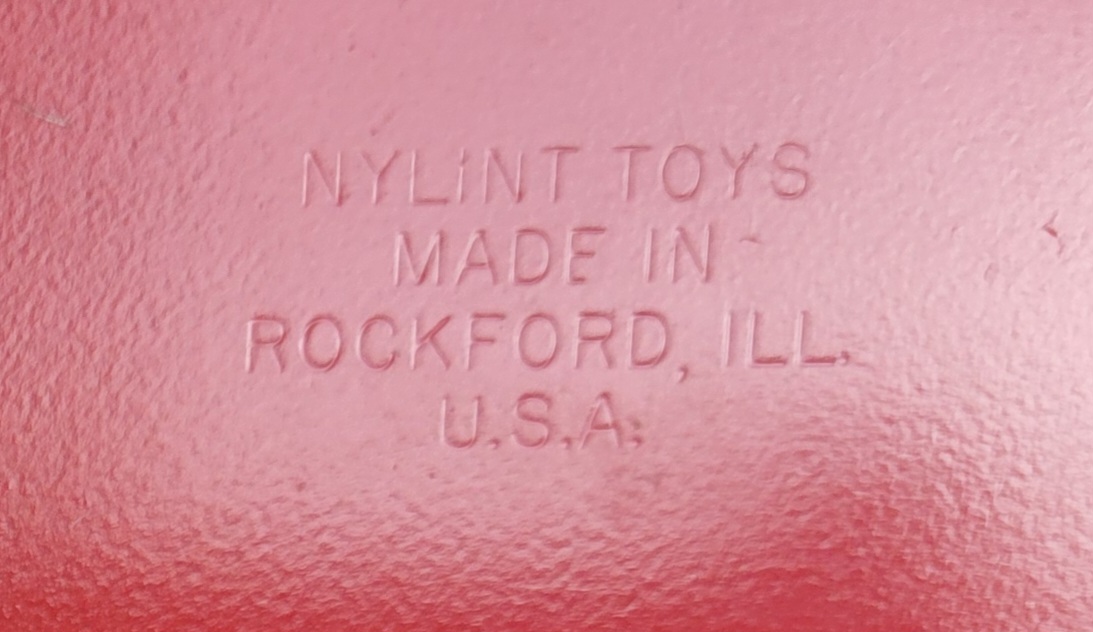 NYLiNT TOYS
MADE IN
ROCKFORD, ILL.
U.S.A.